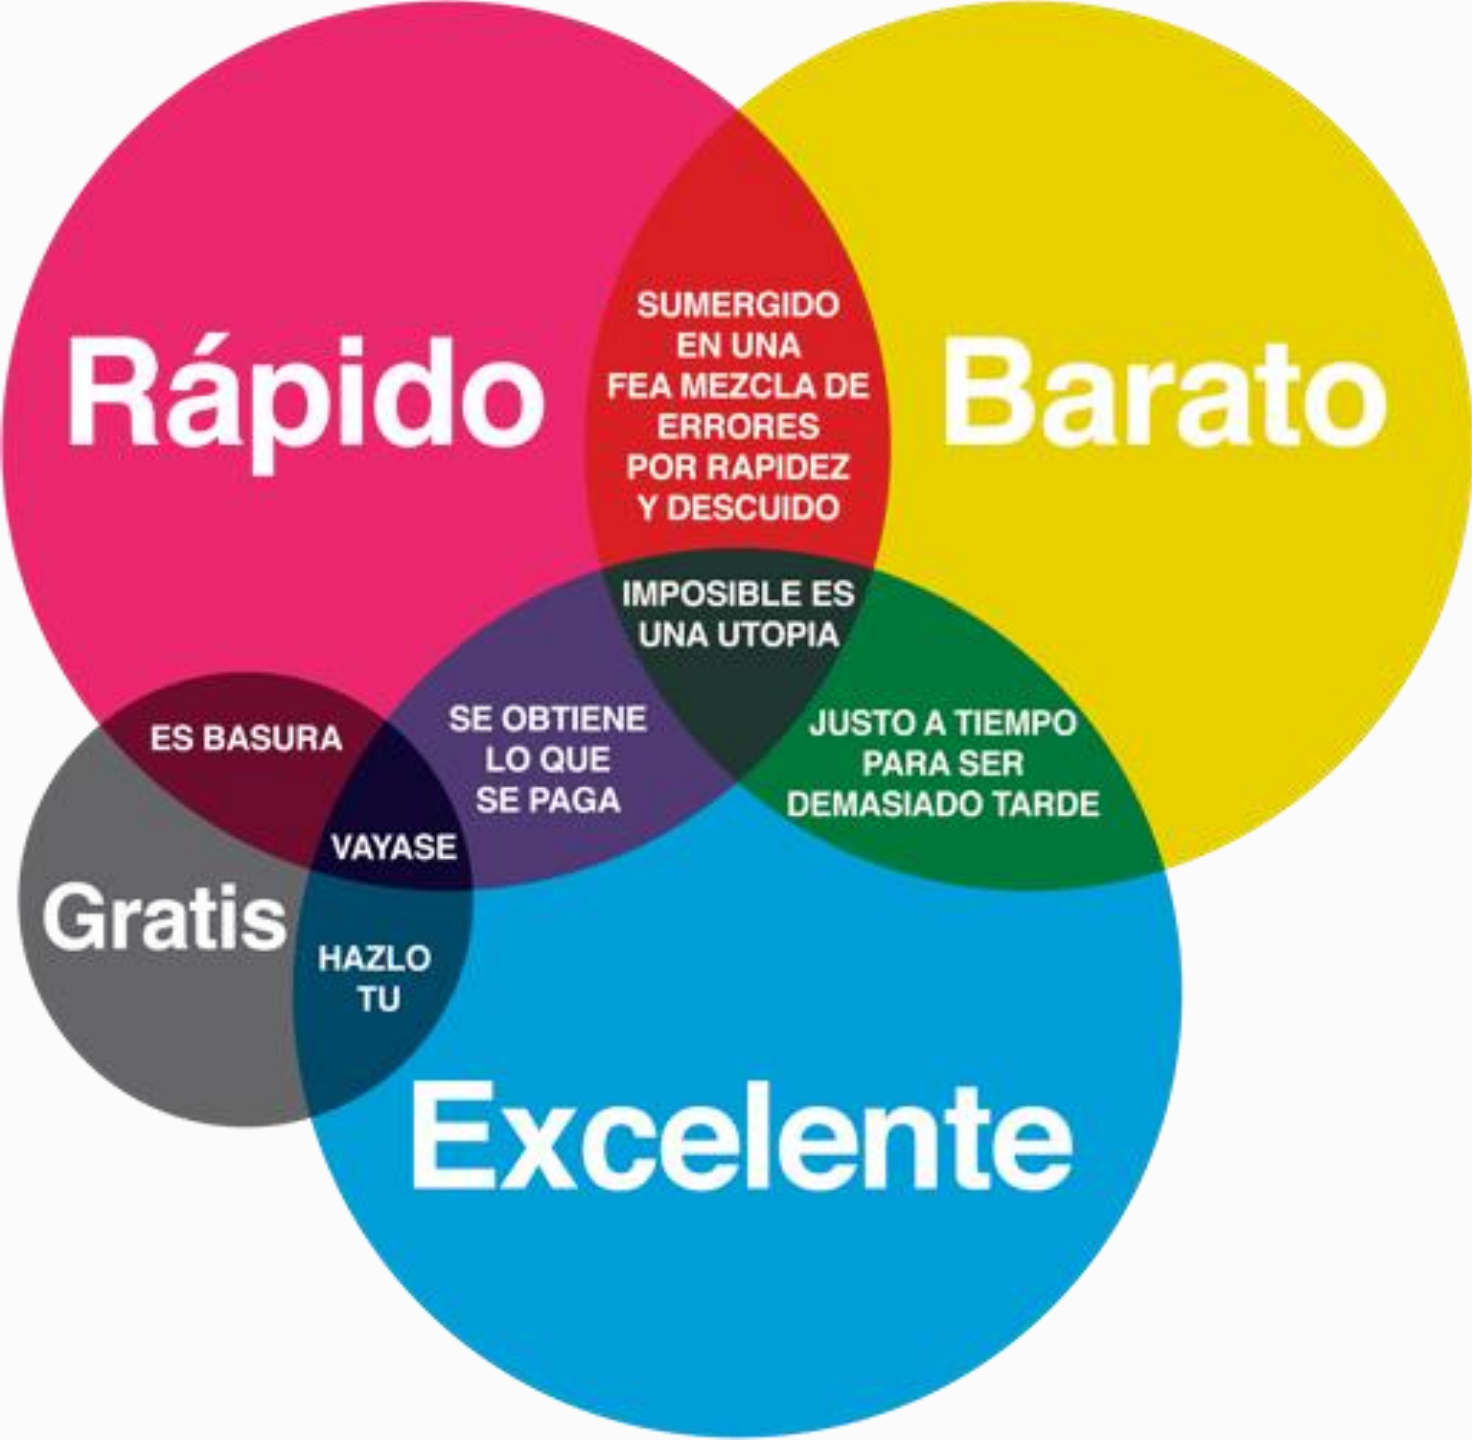 Rápido
Barato
SUMERGIDO
EN UNA
FEA MEZCLA DE
ERRORES
POR RAPIDEZ
Y DESCUIDO
IMPOSIBLE ES
UNA UTOPIA
ES BASURA
SE OBTIENE
LO QUE
SE PAGA
JUSTO A TIEMPO
PARA SER
DEMASIADO TARDE
VAYASE
Gratis
HAZLO
TU
Excelente